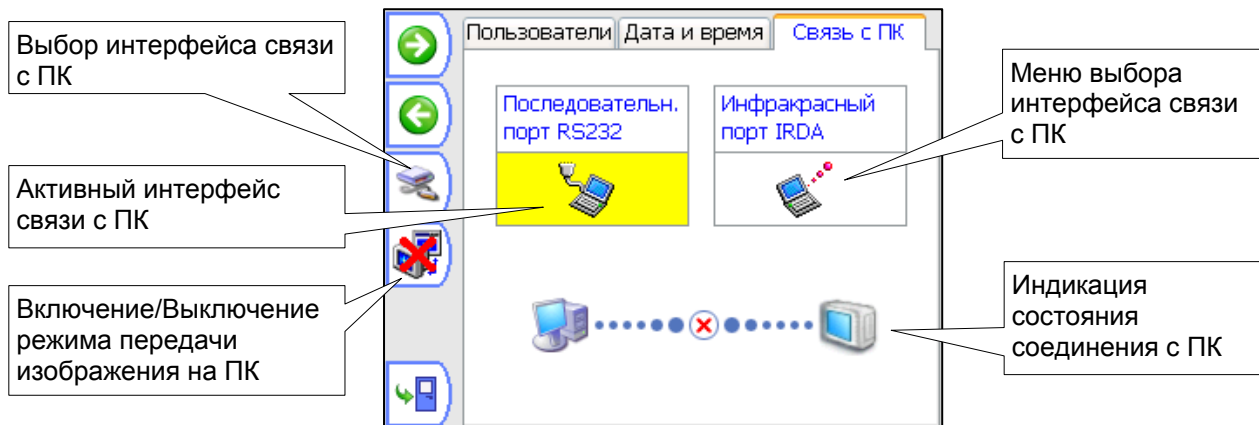 Выбор интерфейса связи
с ПК
Активный интерфейс
связи с ПК
Включение/Выключение
режима передачи
изображения на ПК
Пользователи Дата и время Связь с ПК
Последовательн.
порт RS232
Инфракрасный
порт IRDA
Меню выбора
интерфейса связи
с ПК
Индикация
состояния
соединения с ПК